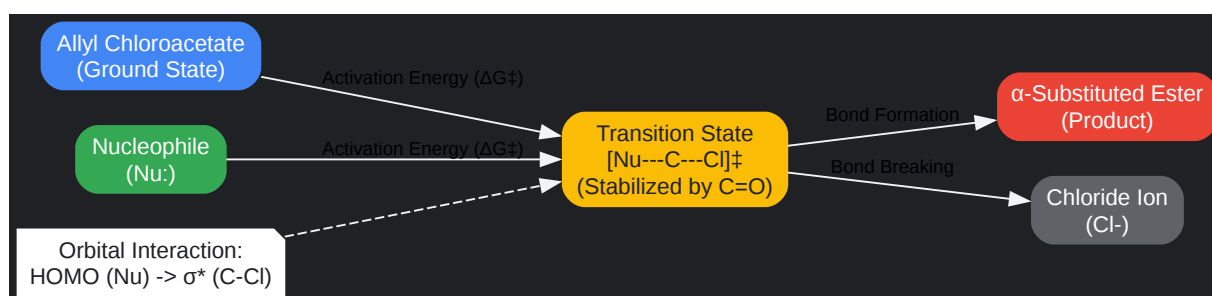 Allyl Chloroacetate
(Ground State)
Activation Energy (ΔG‡)
Nucleophile
(Nu:)
Activation Energy (ΔG‡)
Orbital Interaction:
HOMO (Nu) -> σ* (C-Cl)
Transition State
[Nu---C---Cl]‡
(Stabilized by C=O)
Bond Formation
Bond Breaking
α-Substituted Ester
(Product)
Chloride Ion
(Cl-)